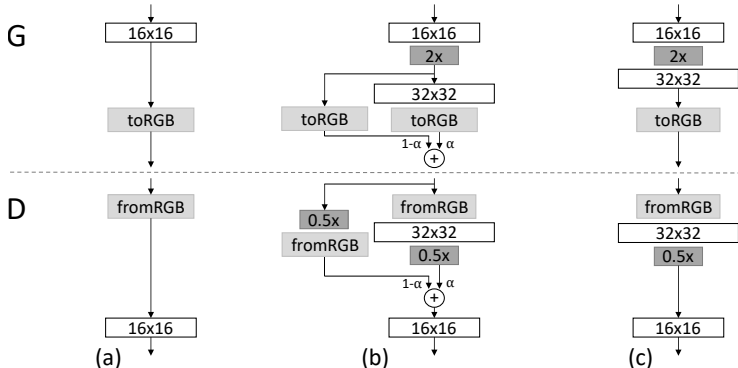 G
16x16
16x16
16x16
2x
2x
32x32
32x32
toRGB
toRGB
toRGB
toRGB
1-α
α
+
D
fromRGB
fromRGB
fromRGB
0.5x
32x32
32x32
fromRGB
0.5x
0.5x
1-α
α
+
16x16
16x16
16x16
(a)
(b)
(c)